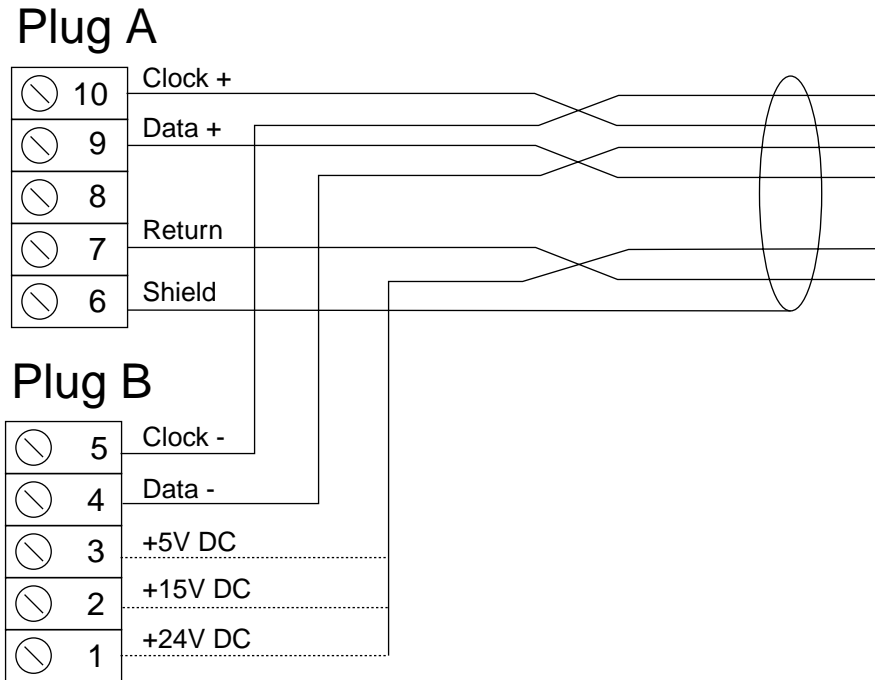 Plug A
10 Clock +
9 Data +
8
7 Return
6 Shield
Plug B
5 Clock -
4 Data -
3 +5V DC
2 +15V DC
1 +24V DC